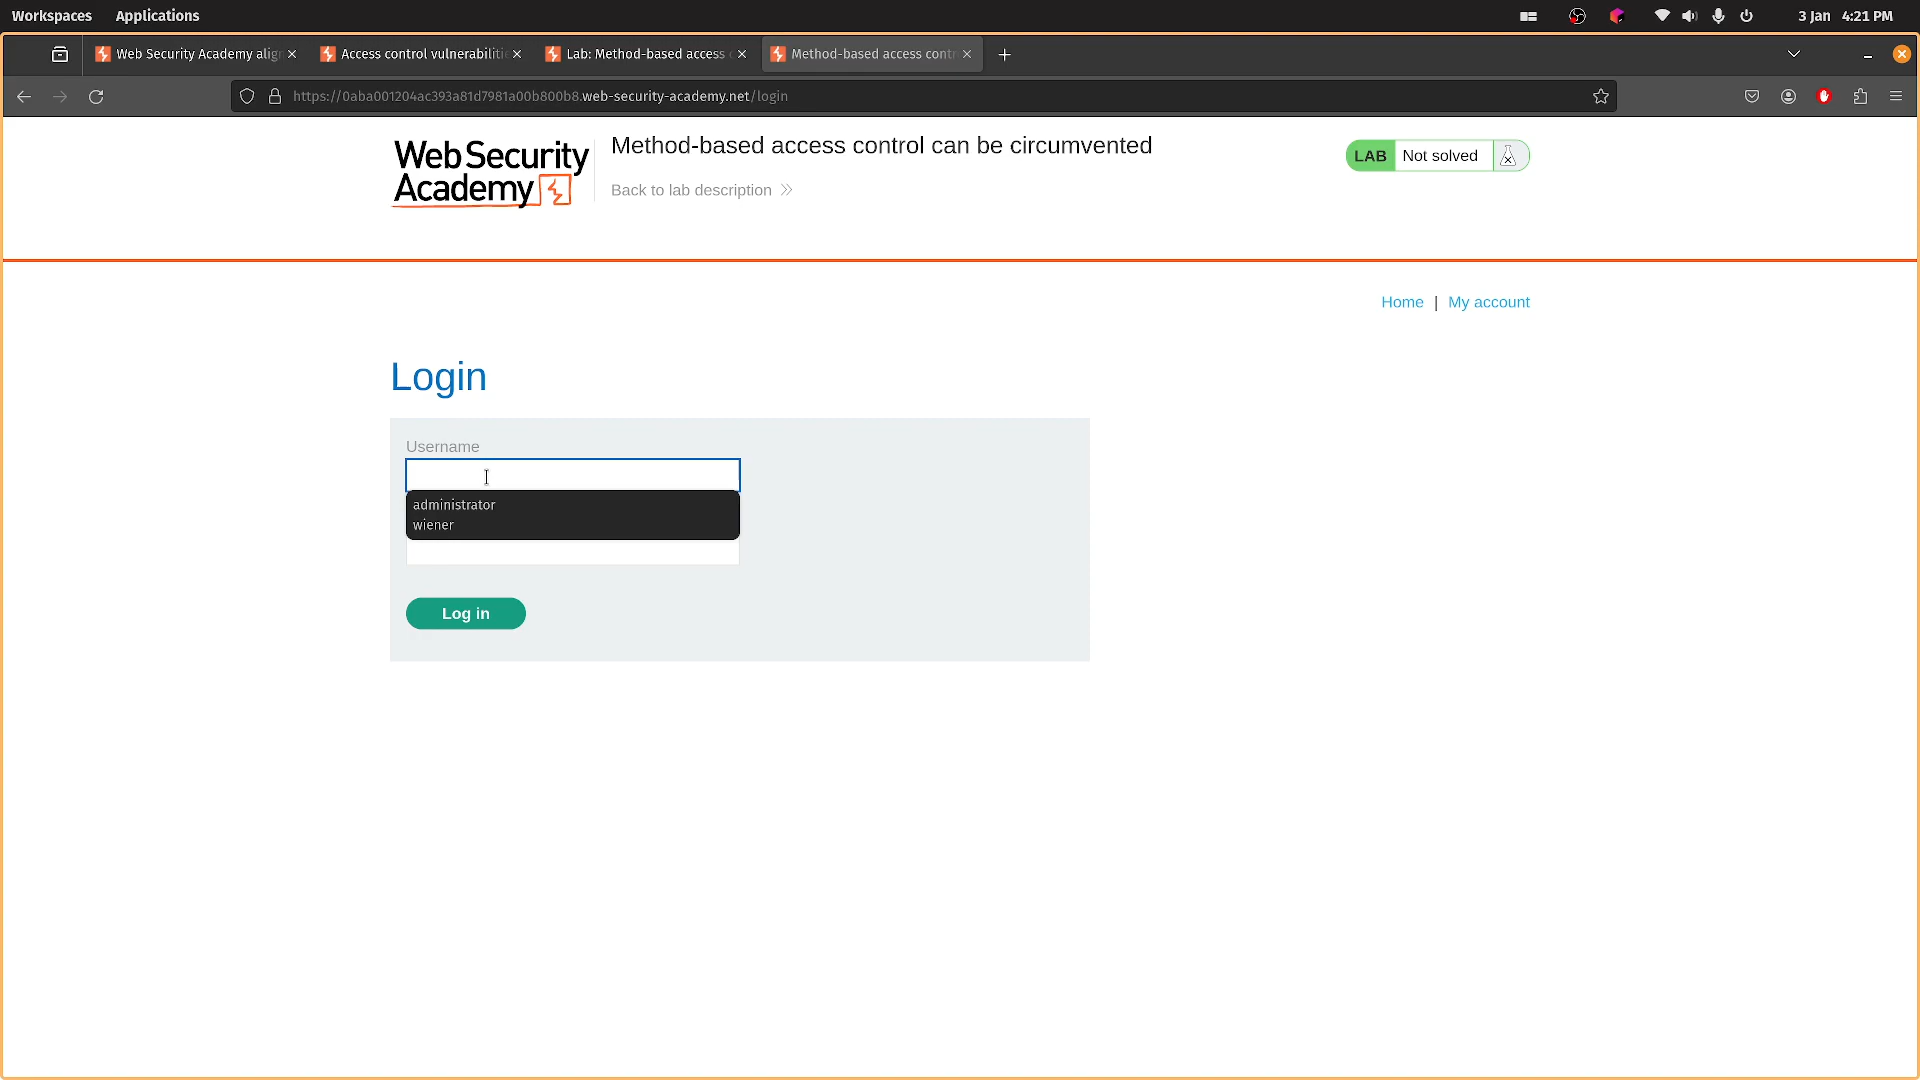 Workspaces Applications 3 Jan 4:21 PM
Web Security Academy alig Access control vulnerabiliti Lab: Method-based access Method-based access cont
https://0aba001204ac393a81d7981a00b800b8.web-security-academy.net/login
WebSecurity
Academy
Method-based access control can be circumvented
Back to lab description
LAB Not solved
Home | My account
Login
Username
administrator
wiener
Log in